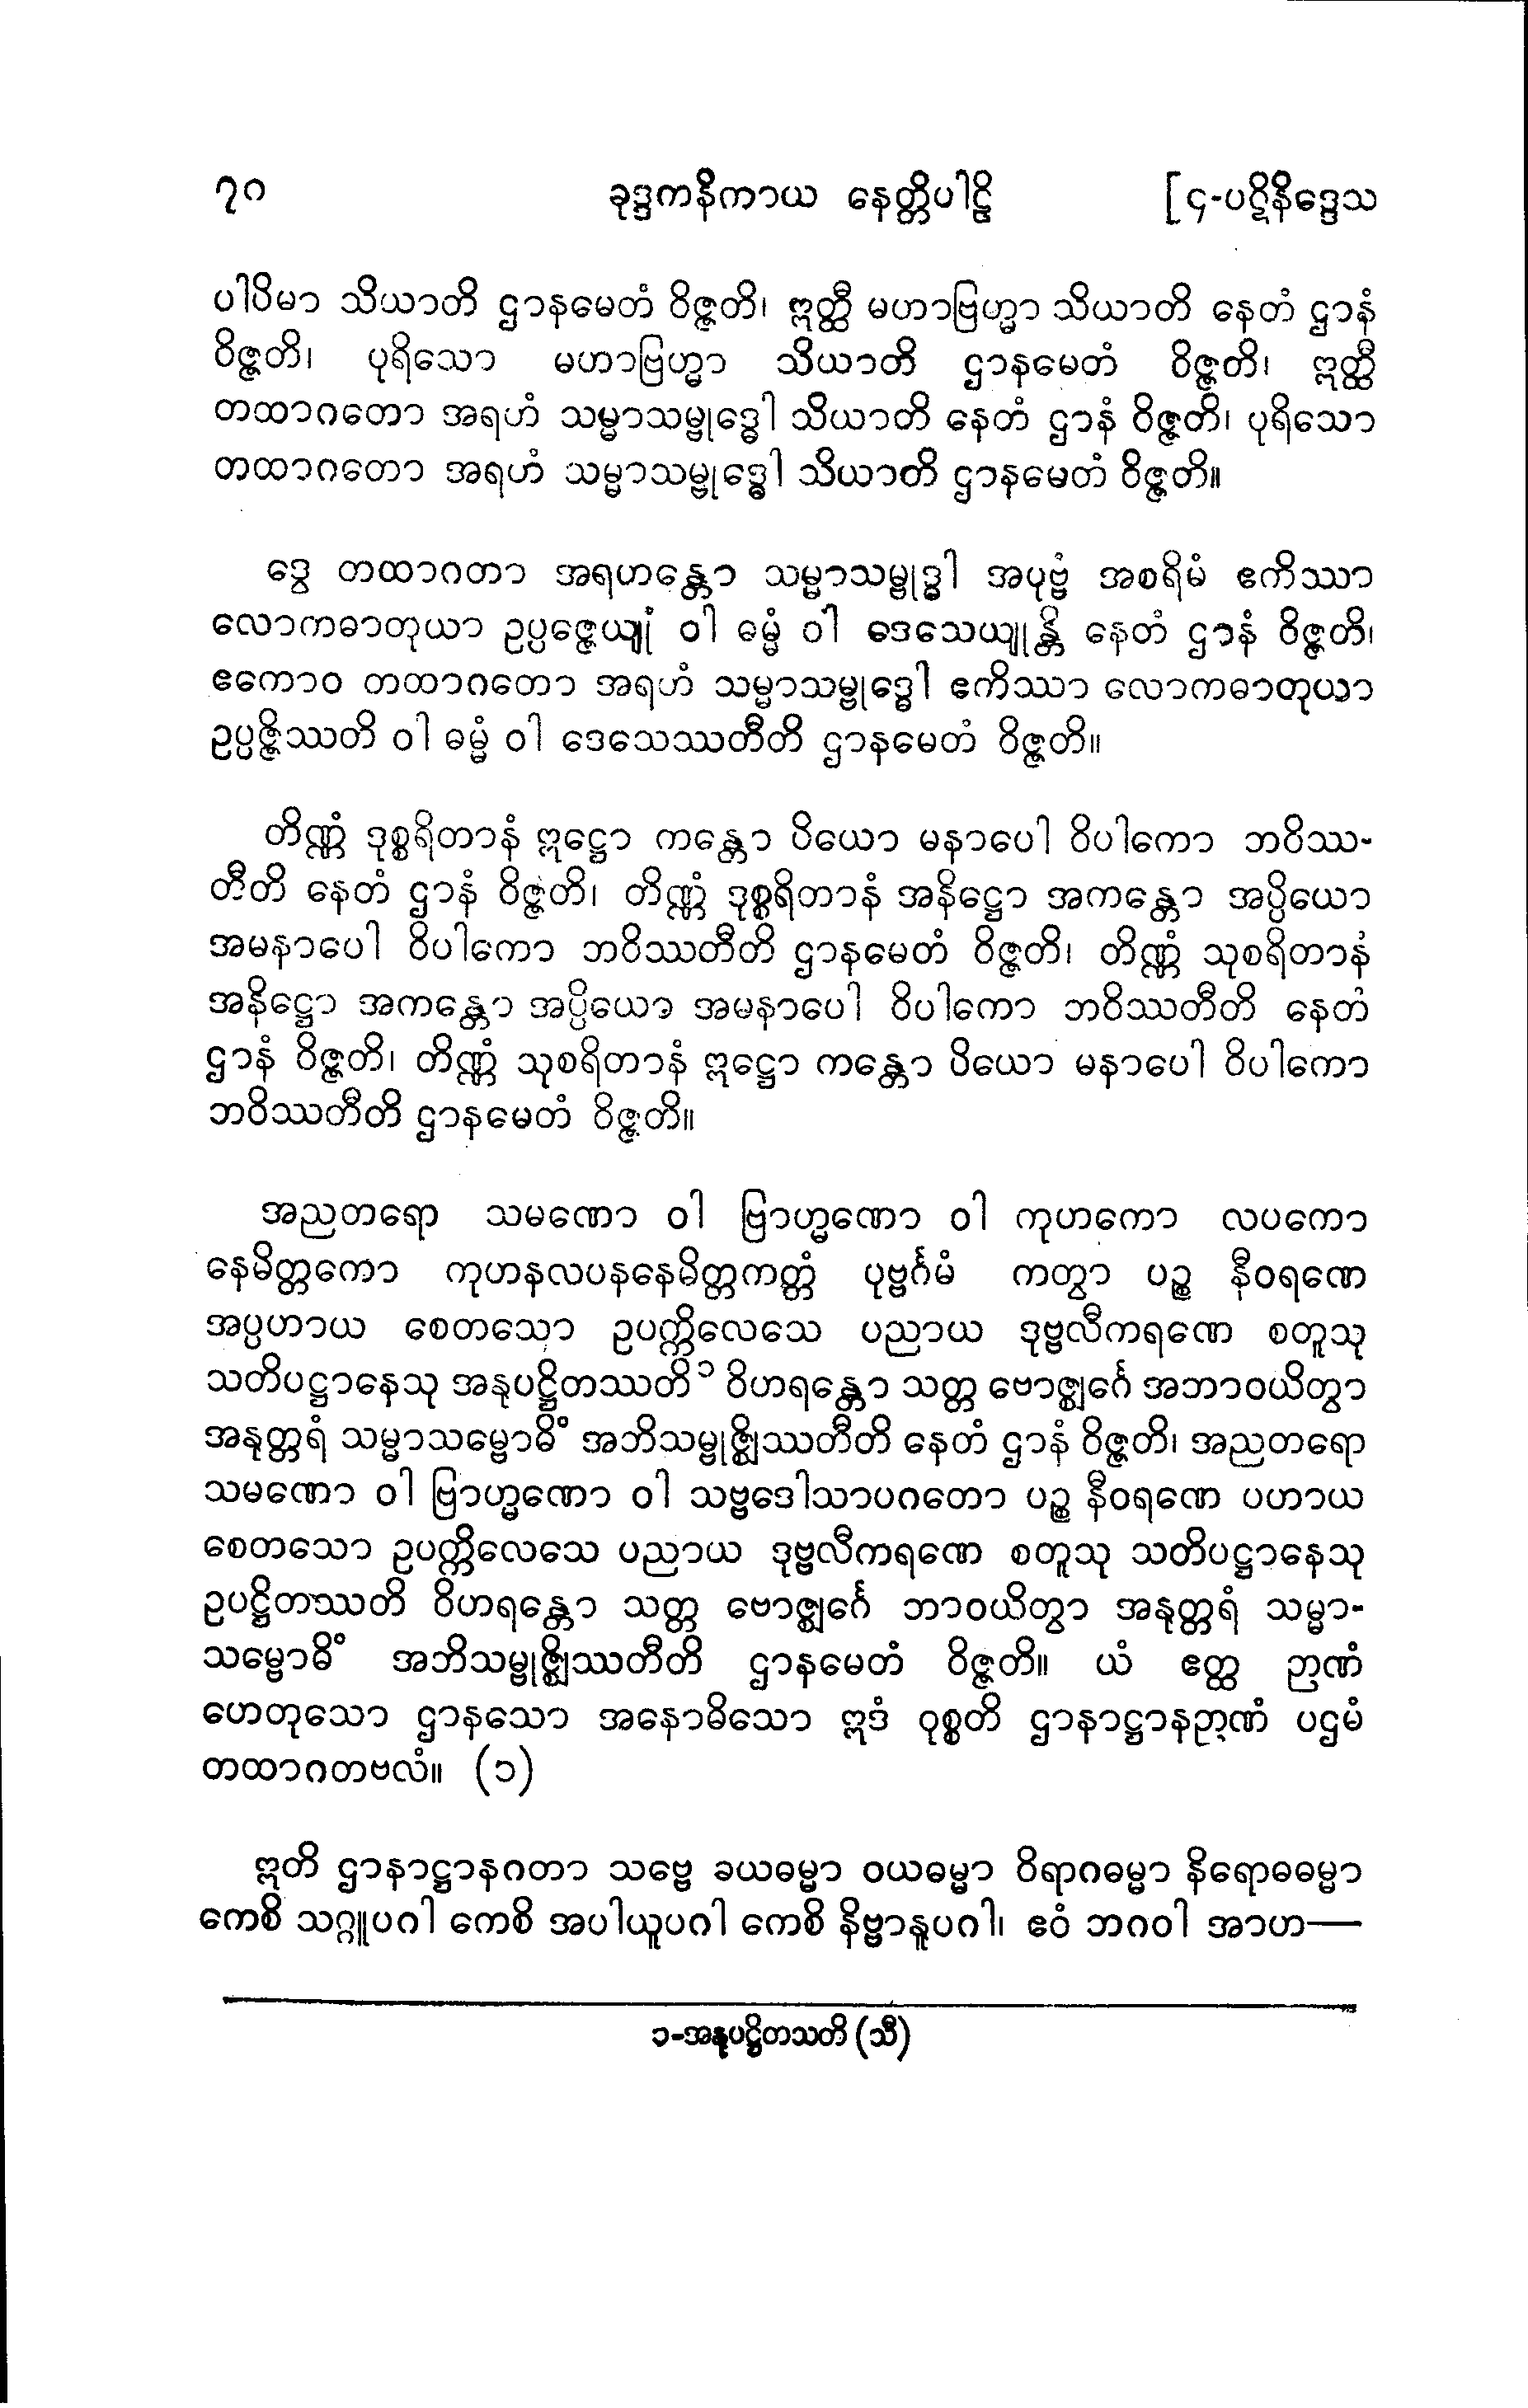 ၇၀ ခုဒ္ဒကနိကာယ နေတ္တိပါဠိ [၄-ပဋိနိဒ္ဒေသ
ပါပိမာ သိယာတိ ဌာနမေတံ ဝိဇ္ဇတိ၊ ဣတ္ထီ မဟာဗြဟ္မာ သိယာတိ နေတံ ဌာနံ
ဝိဇ္ဇတိ၊ ပုရိသော မဟာဗြဟ္မာ သိယာတိ ဌာနမေတံ ဝိဇ္ဇတိ၊ ဣတ္ထီ
တထာဂတော အရဟံ သမ္မာသမ္ဗုဒ္ဓေါ သိယာတိ နေတံ ဌာနံ ဝိဇ္ဇတိ၊ ပုရိသော
တထာဂတော အရဟံ သမ္မာသမ္ဗုဒ္ဓေါ သိယာတိ ဌာနမေတံ ဝိဇ္ဇတိ။
ဒွေ တထာဂတာ အရဟန္တော သမ္မာသမ္ဗုဒ္ဓါ အပုဗ္ဗံ အစရိမံ ဧကိဿာ
လောကဓာတုယာ ဥပ္ပဇ္ဇေယျုံ ဝါ ဓမ္မံ ဝါ ဒေသေယျုန္တိ နေတံ ဌာနံ ဝိဇ္ဇတိ၊
ဧကောဝ တထာဂတော အရဟံ သမ္မာသမ္ဗုဒ္ဓေါ ဧကိဿာ လောကဓာတုယာ
ဥပ္ပဇ္ဇိဿတိ ဝါ ဓမ္မံ ဝါ ဒေသေဿတီတိ ဌာနမေတံ ဝိဇ္ဇတိ။
တိဏ္ဏံ ဒုစ္စရိတာနံ ဣဋ္ဌော ကန္တော ပိယော မနာပေါ ဝိပါကော ဘဝိဿ-
တီတိ နေတံ ဌာနံ ဝိဇ္ဇတိ၊ တိဏ္ဏံ ဒုစ္စရိတာနံ အနိဋ္ဌော အကန္တော အပ္ပိယော
အမနာပေါ ဝိပါကော ဘဝိဿတီတိ ဌာနမေတံ ဝိဇ္ဇတိ၊ တိဏ္ဏံ သုစရိတာနံ
အနိဋ္ဌော အကန္တော အပ္ပိယော အမနာပေါ ဝိပါကော ဘဝိဿတီတိ နေတံ
ဌာနံ ဝိဇ္ဇတိ၊ တိဏ္ဏံ သုစရိတာနံ ဣဋ္ဌော ကန္တော ပိယော မနာပေါ ဝိပါကော
ဘဝိဿတီတိ ဌာနမေတံ ဝိဇ္ဇတိ။
အညတရော သမဏော ဝါ ဗြာဟ္မဏော ဝါ ကုဟကော လပကော
နေမိတ္တကော ကုဟနလပနနေမိတ္တကတ္တံ ပုဗ္ဗင်္ဂမံ ကတွာ ပဉ္စ နီဝရဏေ
အပ္ပဟာယ စေတသော ဥပက္ကိလေသေ ပညာယ ဒုဗ္ဗလီကရဏေ စတူသု
သတိပဋ္ဌာနေသု အနုပဋ္ဌိတဿတိ ၁ ဝိဟရန္တော သတ္တ ဗောဇ္ဈင်္ဂေ အဘာဝယိတွာ
အနုတ္တရံ သမ္မာသမ္ဗောဓိံ အဘိသမ္ဗုဇ္ဈိဿတီတိ နေတံ ဌာနံ ဝိဇ္ဇတိ၊ အညတရော
သမဏော ဝါ ဗြာဟ္မဏော ဝါ သဗ္ဗဒေါသာပဂတော ပဉ္စ နီဝရဏေ ပဟာယ
စေတသော ဥပက္ကိလေသေ ပညာယ ဒုဗ္ဗလီကရဏေ စတူသု သတိပဋ္ဌာနေသု
ဥပဋ္ဌိတဿတိ ဝိဟရန္တော သတ္တ ဗောဇ္ဈင်္ဂေ ဘာဝယိတွာ အနုတ္တရံ သမ္မာ-
သမ္ဗောဓိံ အဘိသမ္ဗုဇ္ဈိဿတီတိ ဌာနမေတံ ဝိဇ္ဇတိ။ ယံ ဧတ္ထ ဉာဏံ
ဟေတုသော ဌာနသော အနောဓိသော ဣဒံ ဝုစ္စတိ ဌာနာဋ္ဌာနဉာဏံ ပဌမံ
တထာဂတဗလံ။ (၁)
ဣတိ ဌာနာဋ္ဌာနဂတာ သဗ္ဗေ ခယဓမ္မာ ဝယဓမ္မာ ဝိရာဂဓမ္မာ နိရောဓဓမ္မာ
ကေစိ သဂ္ဂူပဂါ ကေစိ အပါယူပဂါ ကေစိ နိဗ္ဗာနူပဂါ၊ ဧဝံ ဘဂဝါ အာဟ—
၁-အနုပဋ္ဌိတသတိ (သီ)